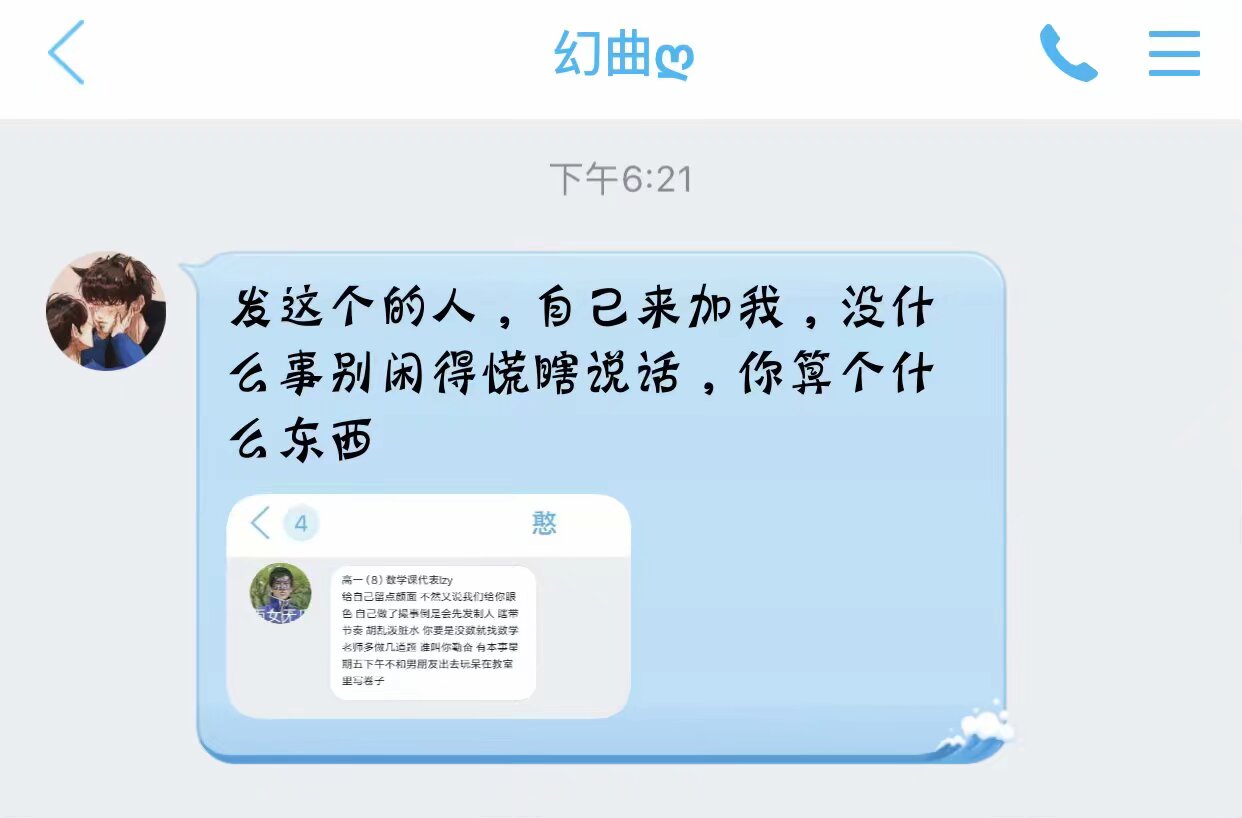 幻曲ღ
下午6:21
发这个的人，自己来加我，没什
么事别闲得慌瞎说话，你算个什
么东西
4
憨
高一 (8) 数学课代表lzy
给自己留点颜面 不然又说我们给你眼
色 自己做了撮事倒是会先发制人 瞎带
节奏 胡乱泼脏水 你要是没数就找数学
老师多做几道题 谁叫你勤奋 有本事星
期五下午不和男朋友出去玩呆在教室
里写卷子